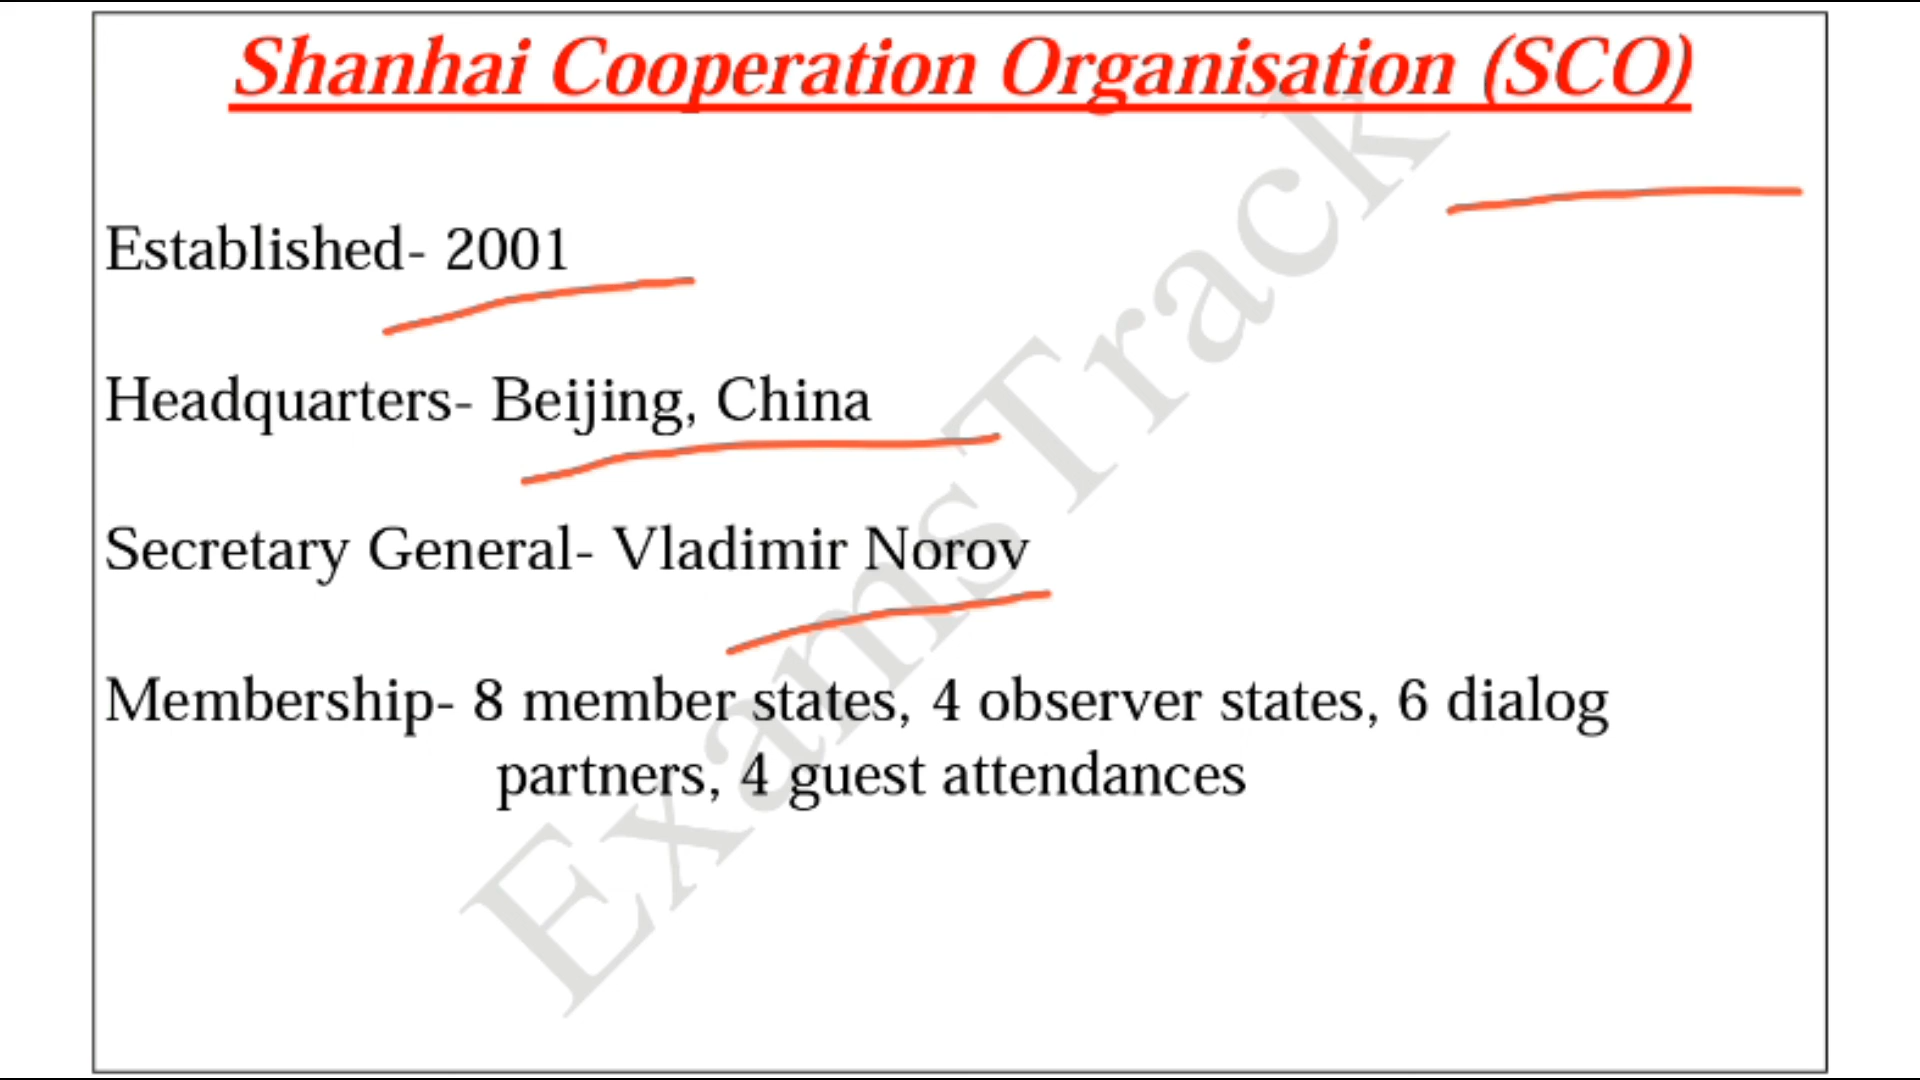 Shanhai Cooperation Organisation (SCO)
Established- 2001
Headquarters- Beijing, China
Secretary General- Vladimir Norov
Membership- 8 member states, 4 observer states, 6 dialog
partners, 4 guest attendances
ExamsTrack